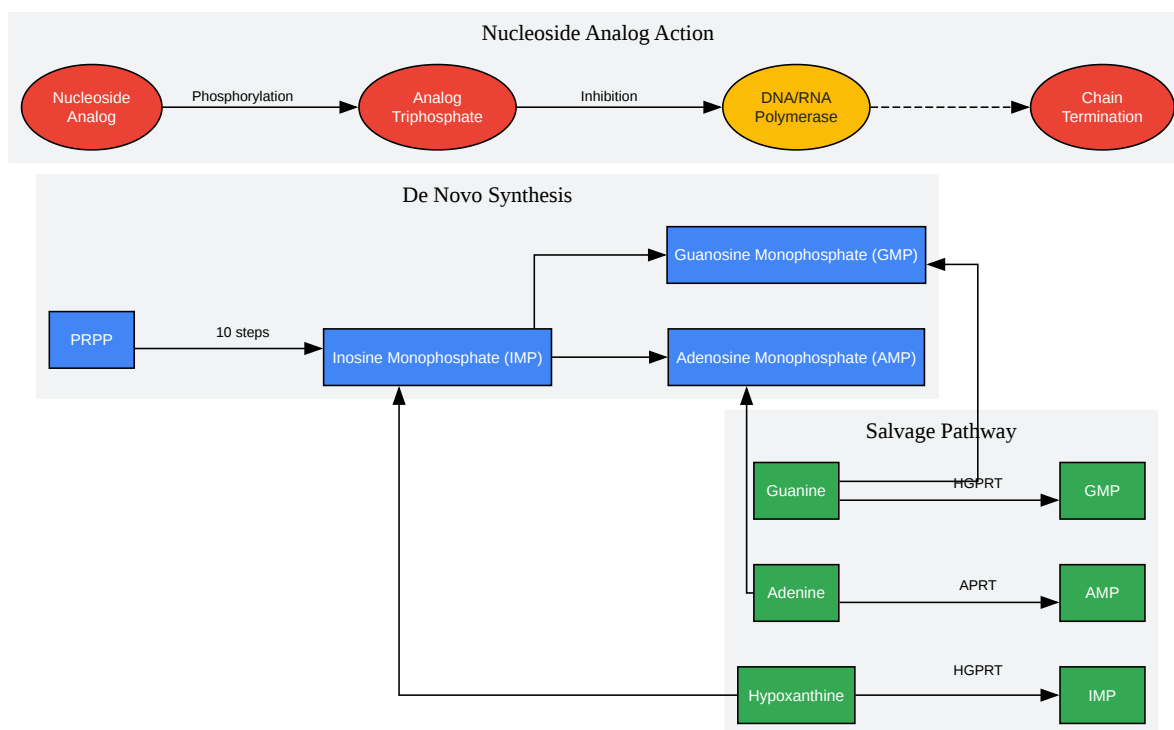 Nucleoside Analog Action
Nucleoside
Analog
Phosphorylation
Analog
Triphosphate
Inhibition
DNA/RNA
Polymerase
Chain
Termination
De Novo Synthesis
Guanosine Monophosphate (GMP)
PRPP
10 steps
Inosine Monophosphate (IMP)
Adenosine Monophosphate (AMP)
Salvage Pathway
Guanine
HGPRT
GMP
Adenine
APRT
AMP
Hypoxanthine
HGPRT
IMP